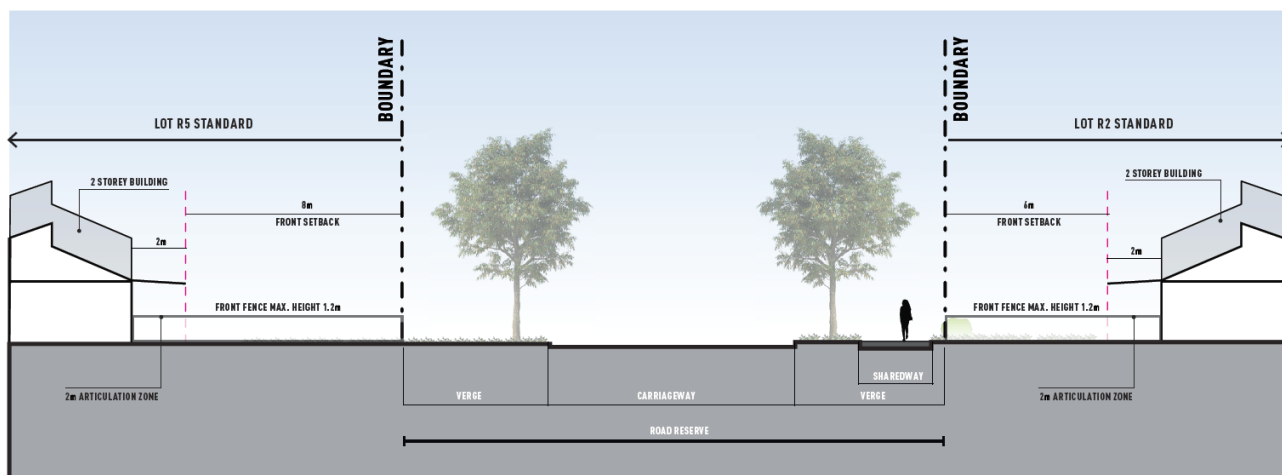 BOUNDARY
BOUNDARY
LOT R5 STANDARD
LOT R2 STANDARD
2 STOREY BUILDING
2 STOREY BUILDING
8m
FRONT SETBACK
6m
FRONT SETBACK
2m
2m
FRONT FENCE MAX. HEIGHT 1.2m
FRONT FENCE MAX. HEIGHT 1.2m
SHAREDWAY
2m ARTICULATION ZONE
VERGE
CARRIAGEWAY
VERGE
2m ARTICULATION ZONE
ROAD RESERVE